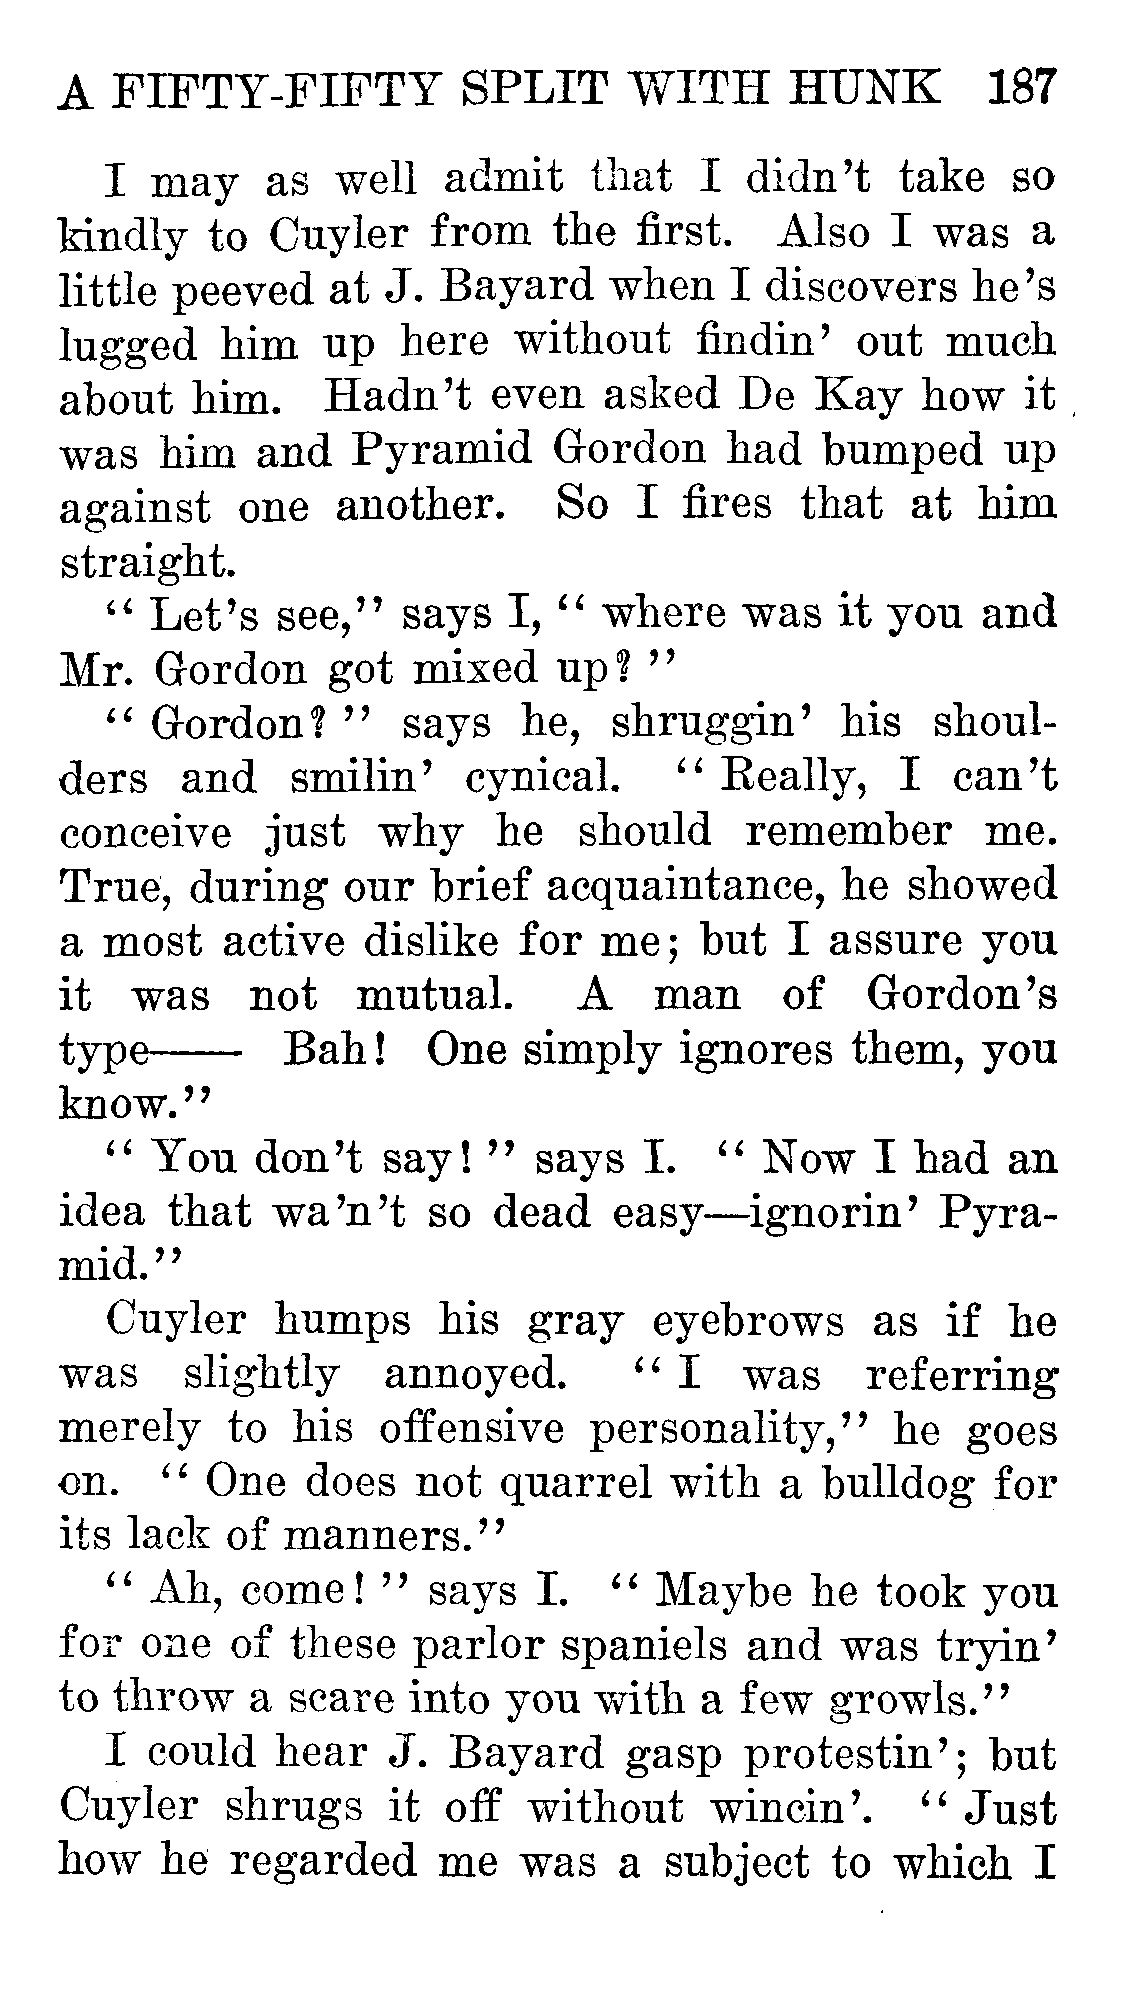 A FIFTY-FIFTY SPLIT WITH HUNK 187
I may as well admit that I didn't take so
kindly to Cuyler from the first. Also I was a
little peeved at J. Bayard when I discovers he's
lugged him up here without findin' out much
about him. Hadn't even asked De Kay how it
was him and Pyramid Gordon had bumped up
against one another. So I fires that at him
straight.
"Let's see," says I, "where was it you and
Mr. Gordon got mixed up?"
"Gordon?" says he, shruggin' his shoul-
ders and smilin' cynical. "Really, I can't
conceive just why he should remember me.
True, during our brief acquaintance, he showed
a most active dislike for me; but I assure you
it was not mutual. A man of Gordon's
type—— Bah! One simply ignores them, you
know."
"You don't say!" says I. "Now I had an
idea that wa'n't so dead easy—ignorin' Pyra-
mid."
Cuyler humps his gray eyebrows as if he
was slightly annoyed. "I was referring
merely to his offensive personality," he goes
on. "One does not quarrel with a bulldog for
its lack of manners."
"Ah, come!" says I. "Maybe he took you
for one of these parlor spaniels and was tryin'
to throw a scare into you with a few growls."
I could hear J. Bayard gasp protestin'; but
Cuyler shrugs it off without wincin'. "Just
how he regarded me was a subject to which I